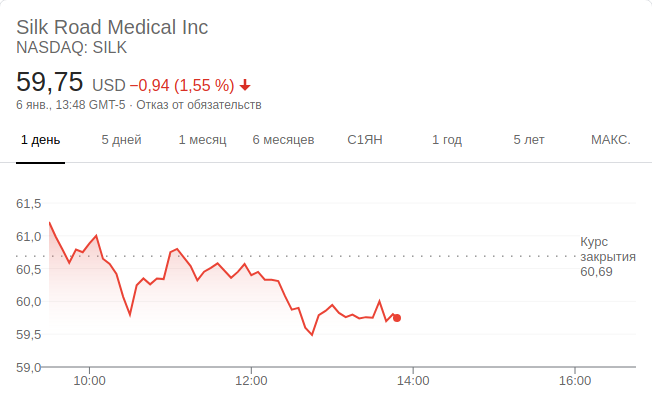 Silk Road Medical Inc
NASDAQ: SILK
59,75 USD −0,94 (1,55 %)
6 янв., 13:48 GMT-5 · Отказ от обязательств
1 день 5 дней 1 месяц 6 месяцев С1ЯН 1 год 5 лет МАКС.
61,5
61,0
60,5
60,0
59,5
59,0
Курс
закрытия
60,69
10:00 12:00 14:00 16:00